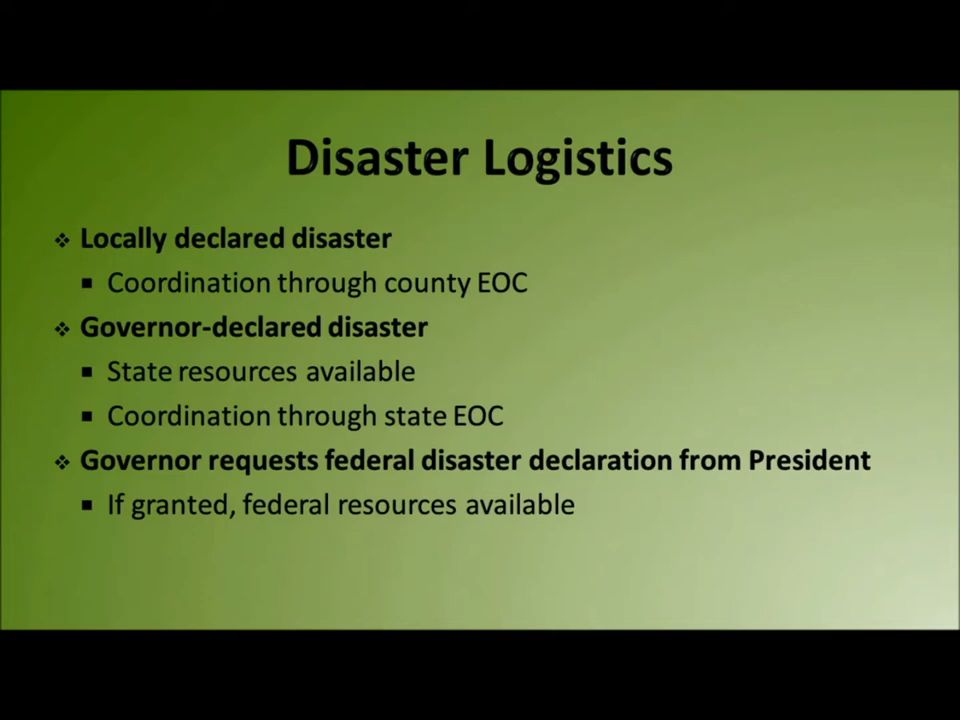 Disaster Logistics
❖ Locally declared disaster
▪ Coordination through county EOC
❖ Governor-declared disaster
▪ State resources available
▪ Coordination through state EOC
❖ Governor requests federal disaster declaration from President
▪ If granted, federal resources available